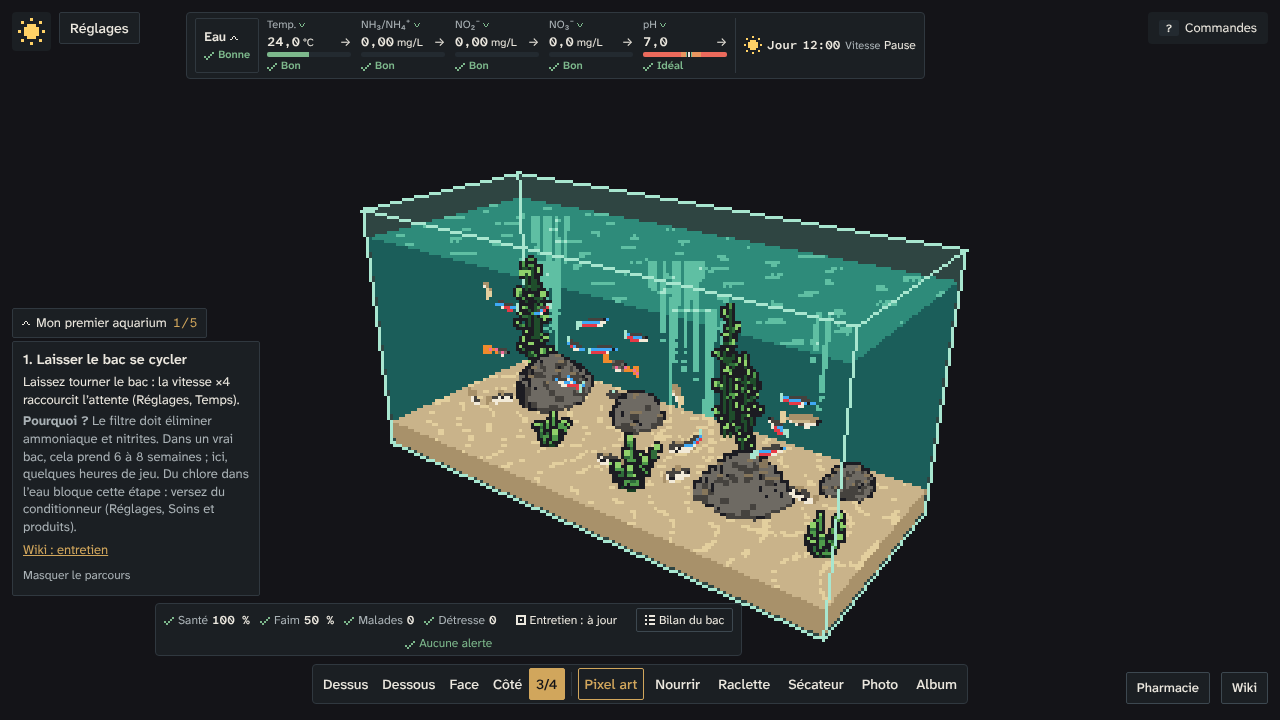 Réglages
Eau
Bonne
Temp.
24,0 °C →
Bon
NH₃/NH₄⁺
0,00 mg/L →
Bon
NO₂⁻
0,00 mg/L →
Bon
NO₃⁻
0,0 mg/L →
Bon
pH
7,0 →
Idéal
Jour 12:00 Vitesse Pause
? Commandes
Mon premier aquarium 1/5
1. Laisser le bac se cycler
Laissez tourner le bac : la vitesse ×4
raccourcit l'attente (Réglages, Temps).
Pourquoi ? Le filtre doit éliminer
ammoniaque et nitrites. Dans un vrai
bac, cela prend 6 à 8 semaines ; ici,
quelques heures de jeu. Du chlore dans
l'eau bloque cette étape : versez du
conditionneur (Réglages, Soins et
produits).
Wiki : entretien
Masquer le parcours
Santé 100 % Faim 50 % Malades 0 Détresse 0 Entretien : à jour Bilan du bac
Aucune alerte
Dessus Dessous Face Côté 3/4 Pixel art Nourrir Raclette Sécateur Photo Album
Pharmacie Wiki